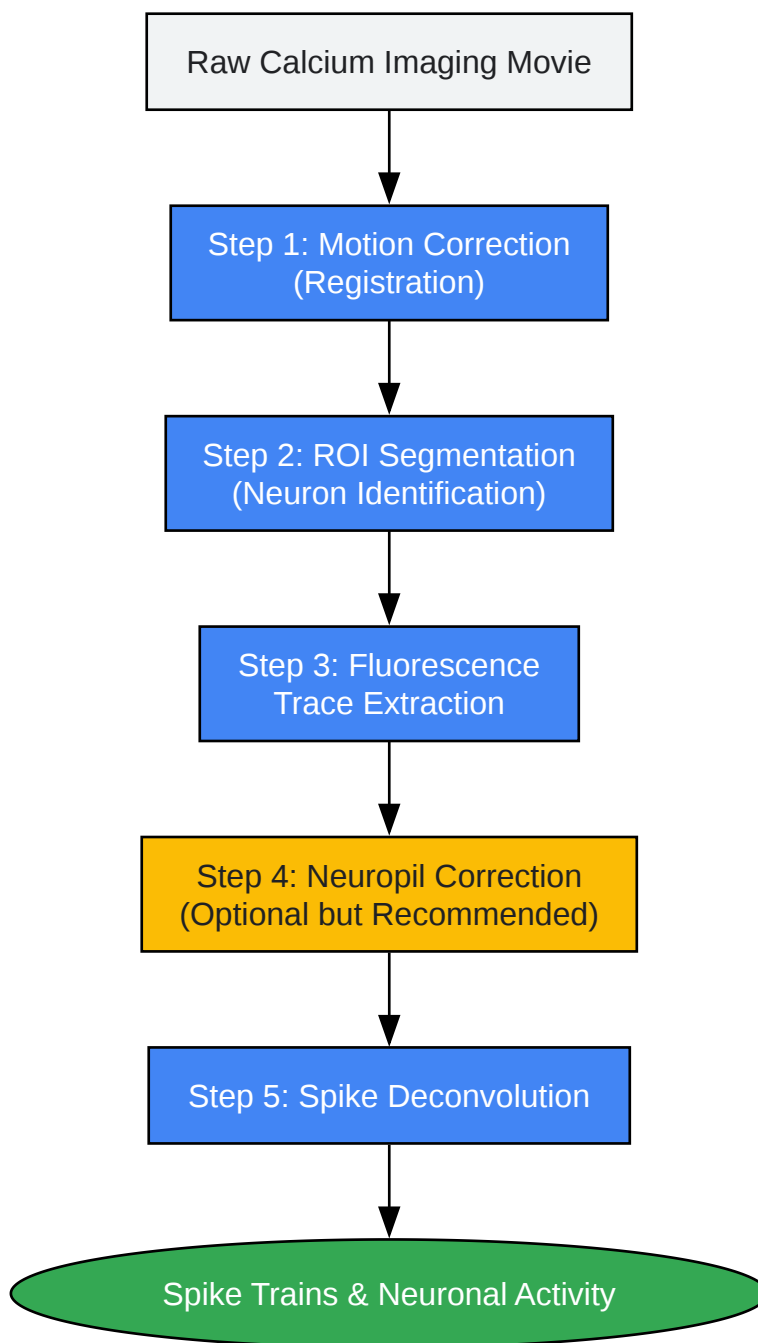 Raw Calcium Imaging Movie
Step 1: Motion Correction
(Registration)
Step 2: ROI Segmentation
(Neuron Identification)
Step 3: Fluorescence
Trace Extraction
Step 4: Neuropil Correction
(Optional but Recommended)
Step 5: Spike Deconvolution
Spike Trains & Neuronal Activity